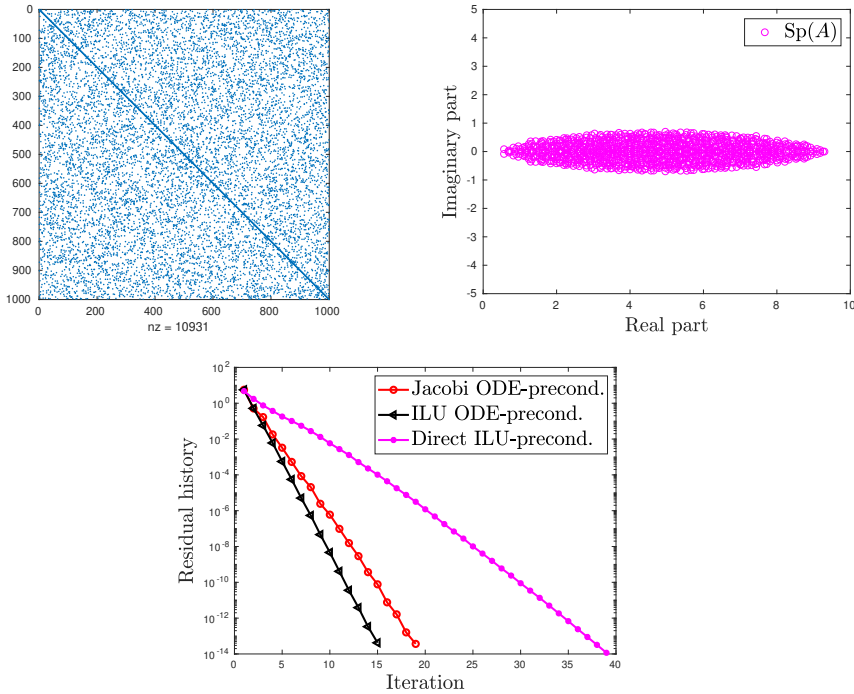 0
100
200
300
400
500
600
700
800
900
1000
0 200 400 600 800 1000
nz = 10931
5
4
3
2
1
0
-1
-2
-3
-4
-5
Imaginary part
Sp(A)
0 2 4 6 8 10
Real part
10^2
10^0
10^-2
10^-4
10^-6
10^-8
10^-10
10^-12
10^-14
Residual history
Jacobi ODE-precond.
ILU ODE-precond.
Direct ILU-precond.
0 5 10 15 20 25 30 35 40
Iteration